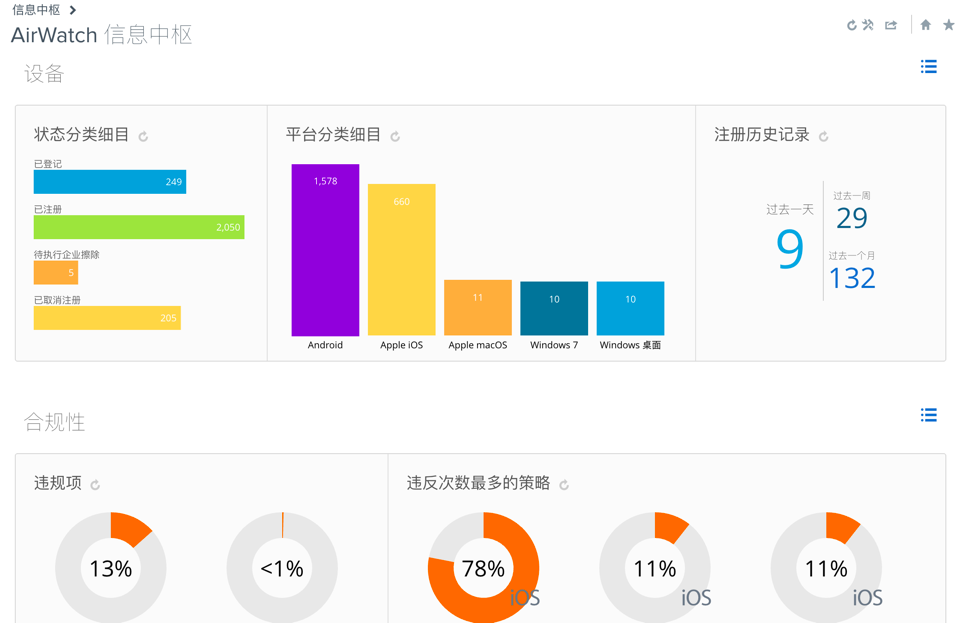 信息中枢
AirWatch 信息中枢
设备
状态分类细目
已登记
249
已注册
2,050
待执行企业擦除
5
已取消注册
205
平台分类细目
1,578
660
11
10
10
Android
Apple iOS
Apple macOS
Windows 7
Windows 桌面
注册历史记录
过去一天
9
过去一周
29
过去一个月
132
合规性
违规项
13%
<1%
违反次数最多的策略
78%
iOS
11%
iOS
11%
iOS